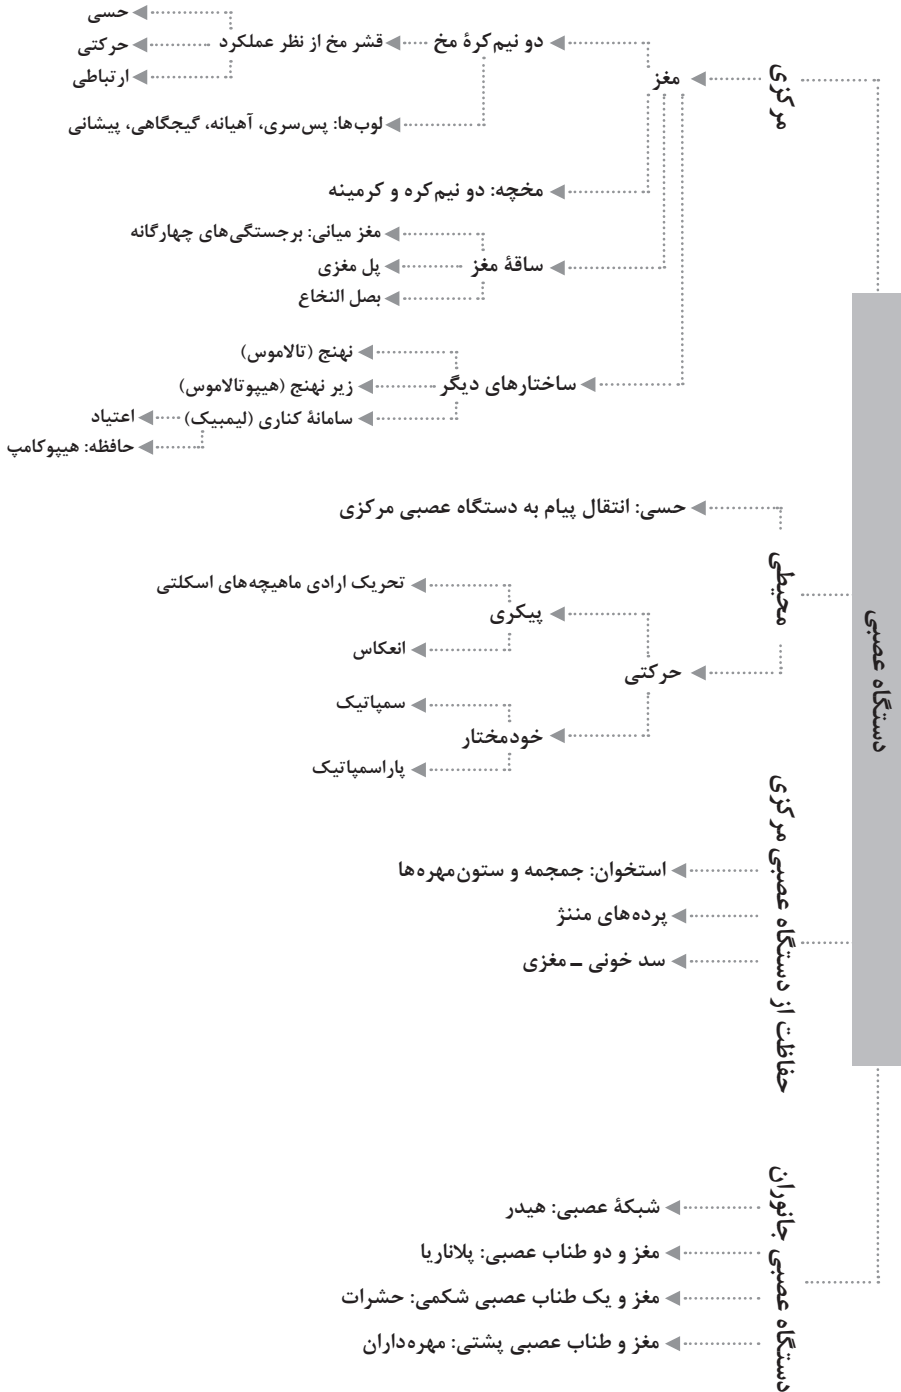 دستگاه عصبی
مرکزی
مغز
دو نیم‌کرهٔ مخ
قشر مخ از نظر عملکرد
حسی
حرکتی
ارتباطی
لوب‌ها: پس‌سری، آهیانه، گیجگاهی، پیشانی
مخچه: دو نیم‌کره و کرمینه
ساقهٔ مغز
مغز میانی: برجستگی‌های چهارگانه
پل مغزی
بصل النخاع
ساختارهای دیگر
نهنج (تالاموس)
زیر نهنج (هیپوتالاموس)
سامانهٔ کناری (لیمبیک)
اعتیاد
حافظه: هیپوکامپ
محیطی
حسی: انتقال پیام به دستگاه عصبی مرکزی
حرکتی
پیکری
تحریک ارادی ماهیچه‌های اسکلتی
انعکاس
خودمختار
سمپاتیک
پاراسمپاتیک
حفاظت از دستگاه عصبی مرکزی
استخوان: جمجمه و ستون‌مهره‌ها
پرده‌های مننژ
سد خونی ـ مغزی
دستگاه عصبی جانوران
شبکهٔ عصبی: هیدر
مغز و دو طناب عصبی: پلاناریا
مغز و یک طناب عصبی شکمی: حشرات
مغز و طناب عصبی پشتی: مهره‌داران